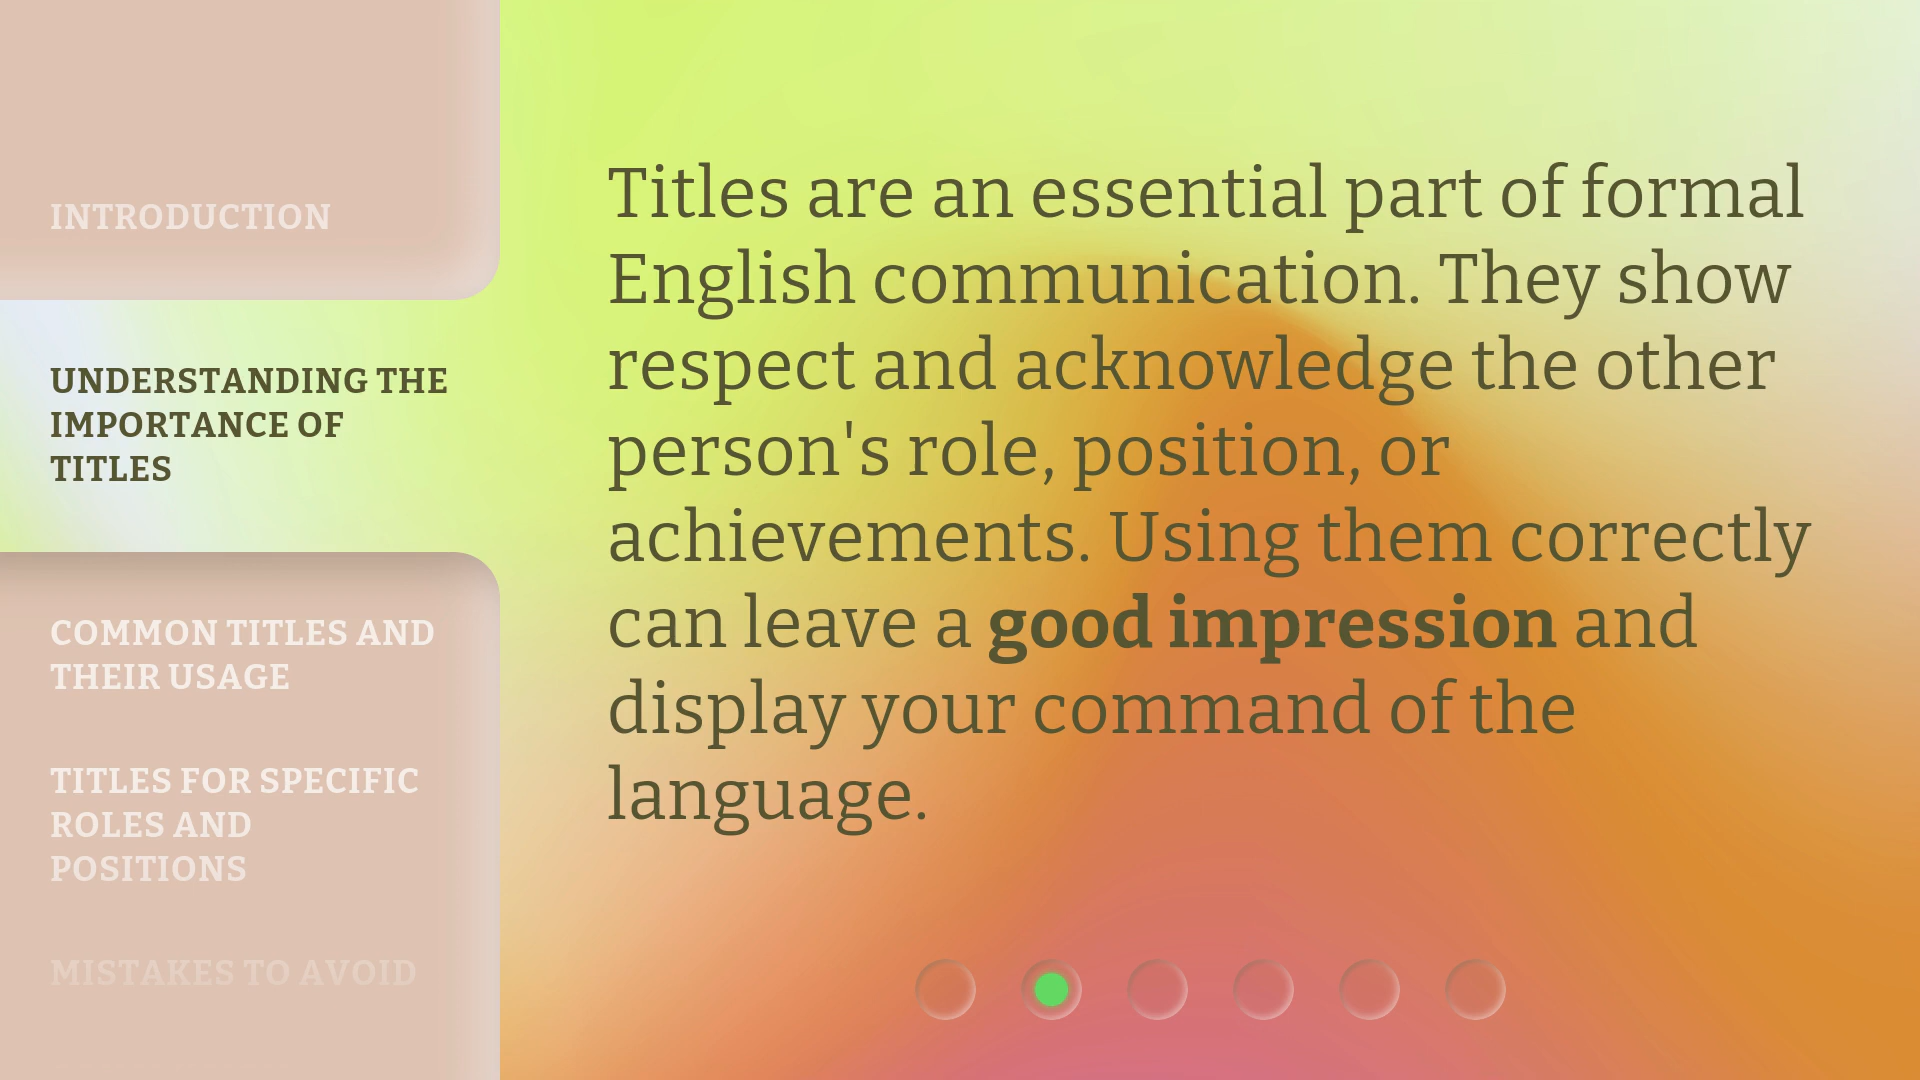 INTRODUCTION
UNDERSTANDING THE
IMPORTANCE OF
TITLES
COMMON TITLES AND
THEIR USAGE
TITLES FOR SPECIFIC
ROLES AND
POSITIONS
MISTAKES TO AVOID
Titles are an essential part of formal
English communication. They show
respect and acknowledge the other
person's role, position, or
achievements. Using them correctly
can leave a good impression and
display your command of the
language.